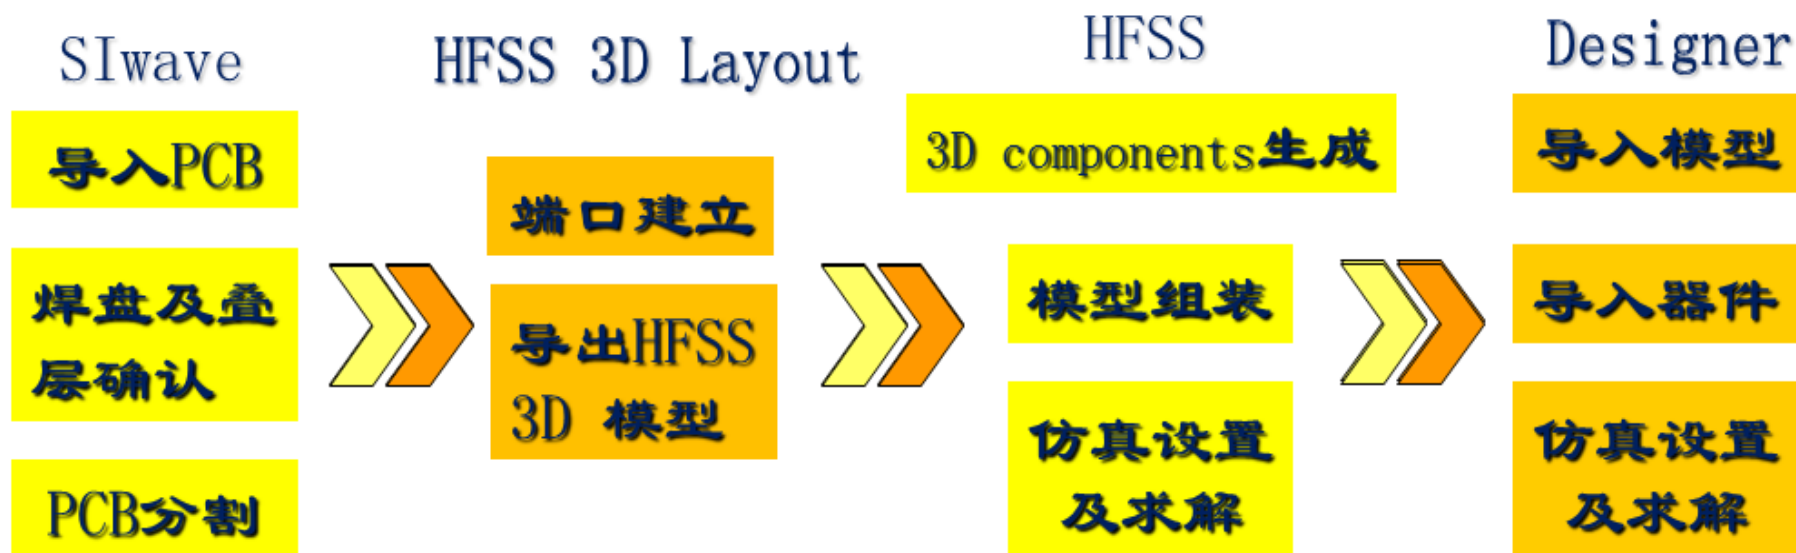 SIwave
导入PCB
焊盘及叠
层确认
PCB分割
HFSS 3D Layout
端口建立
导出HFSS
3D 模型
HFSS
3D components生成
模型组装
仿真设置
及求解
Designer
导入模型
导入器件
仿真设置
及求解